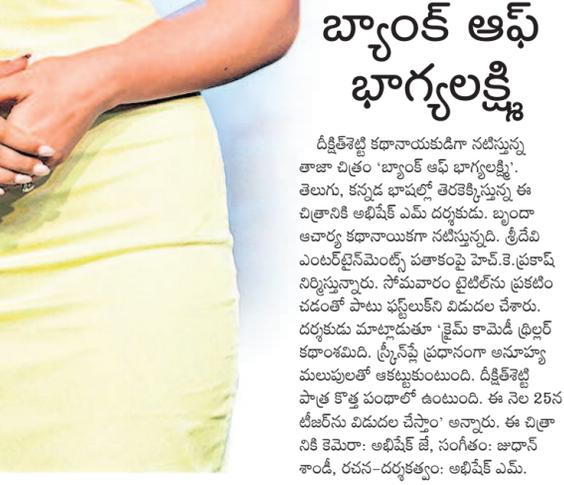 బ్యాంక్ ఆఫ్
భాగ్యలక్ష్మి
దీక్షిత్‌శెట్టి కథానాయకుడిగా నటిస్తున్న
తాజా చిత్రం ‘బ్యాంక్ ఆఫ్ భాగ్యలక్ష్మి’.
తెలుగు, కన్నడ భాషల్లో తెరకెక్కిస్తున్న ఈ
చిత్రానికి అభిషేక్ ఎమ్ దర్శకుడు. బృందా
ఆచార్య కథానాయికగా నటిస్తున్నది. శ్రీదేవి
ఎంటర్‌టైన్‌మెంట్స్ పతాకంపై హెచ్.కె.ప్రకాష్
నిర్మిస్తున్నారు. సోమవారం టైటిల్‌ను ప్రకటిం
చడంతో పాటు ఫస్ట్‌లుక్‌ని విడుదల చేశారు.
దర్శకుడు మాట్లాడుతూ ‘క్రైమ్ కామెడీ థ్రిల్లర్
కథాంశమిది. స్క్రీన్‌ప్లే ప్రధానంగా అనూహ్య
మలుపులతో ఆకట్టుకుంటుంది. దీక్షిత్‌శెట్టి
పాత్ర కొత్త పంథాలో ఉంటుంది. ఈ నెల 25న
టీజర్‌ను విడుదల చేస్తాం’ అన్నారు. ఈ చిత్రా
నికి కెమెరా: అభిషేక్ జే, సంగీతం: జుధాన్
శాండీ, రచన-దర్శకత్వం: అభిషేక్ ఎమ్.